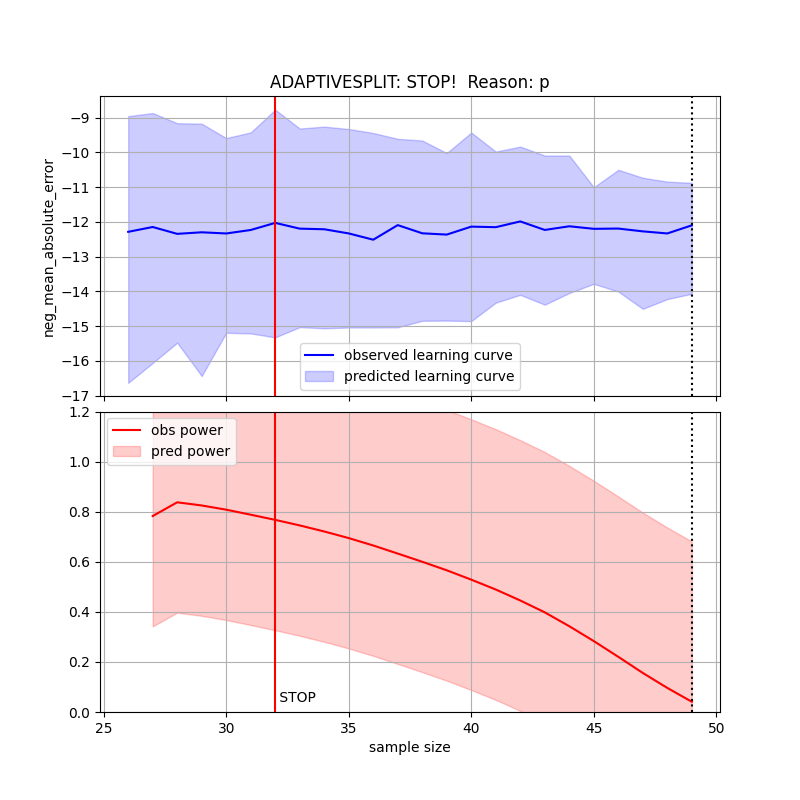 ADAPTIVESPLIT: STOP!  Reason: p
−9
−10
−11
−12
−13
−14
−15
−16
−17
neg_mean_absolute_error
observed learning curve
predicted learning curve
1.2
1.0
0.8
0.6
0.4
0.2
0.0
obs power
pred power
STOP
25
30
35
40
45
50
sample size